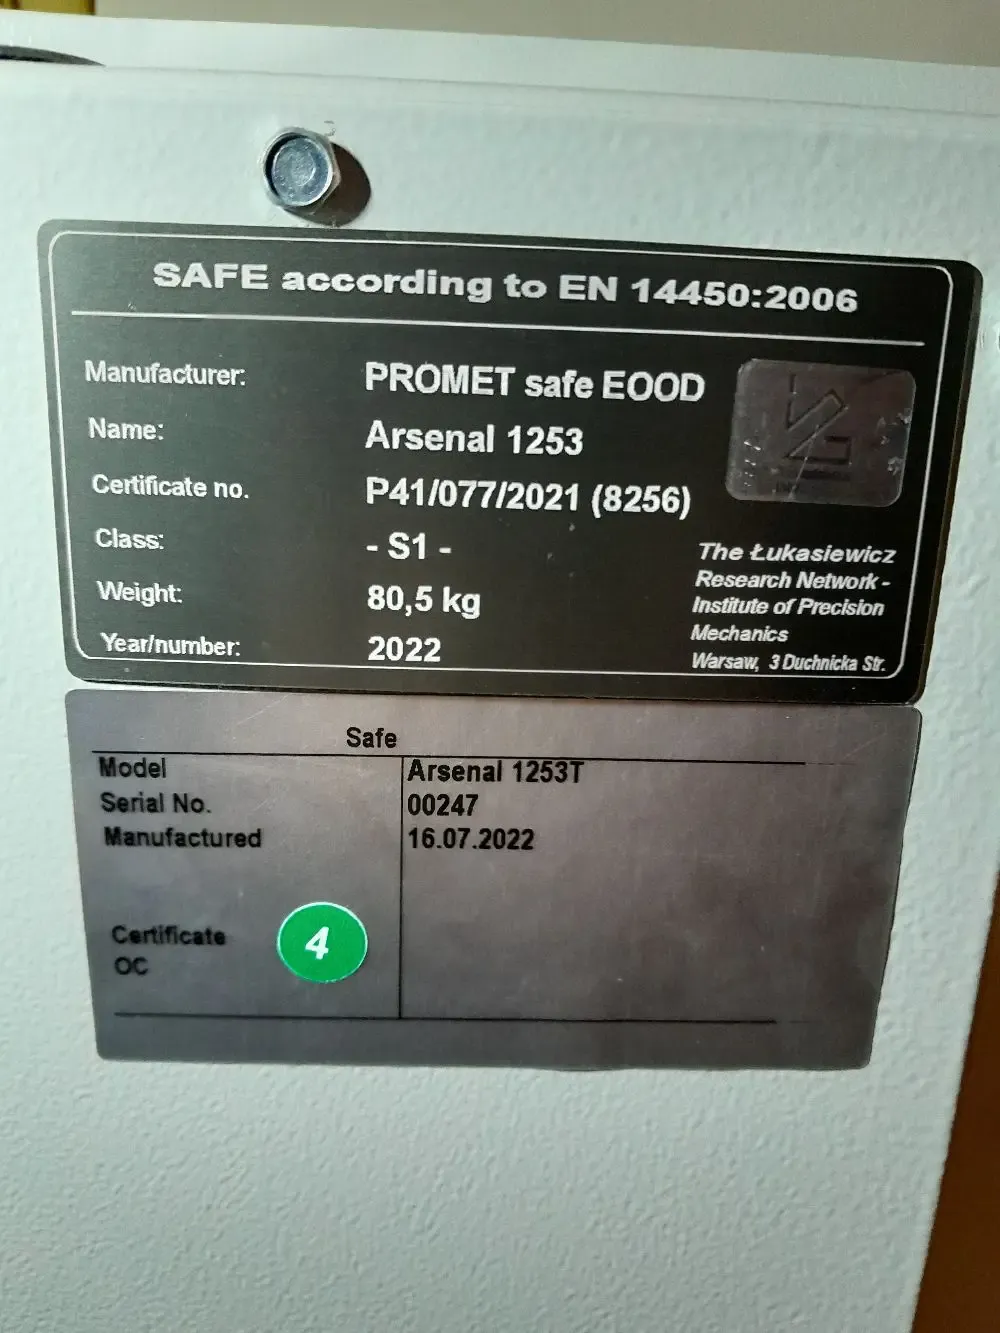 SAFE according to EN 14450:2006
Manufacturer: PROMET safe EOOD
Name: Arsenal 1253
Certificate no. P41/077/2021 (8256)
Class: - S1 -
Weight: 80,5 kg
Year/number: 2022
The Łukasiewicz
Research Network -
Institute of Precision
Mechanics
Warsaw, 3 Duchnicka Str.
Safe
Model Arsenal 1253T
Serial No. 00247
Manufactured 16.07.2022
Certificate
OC
4